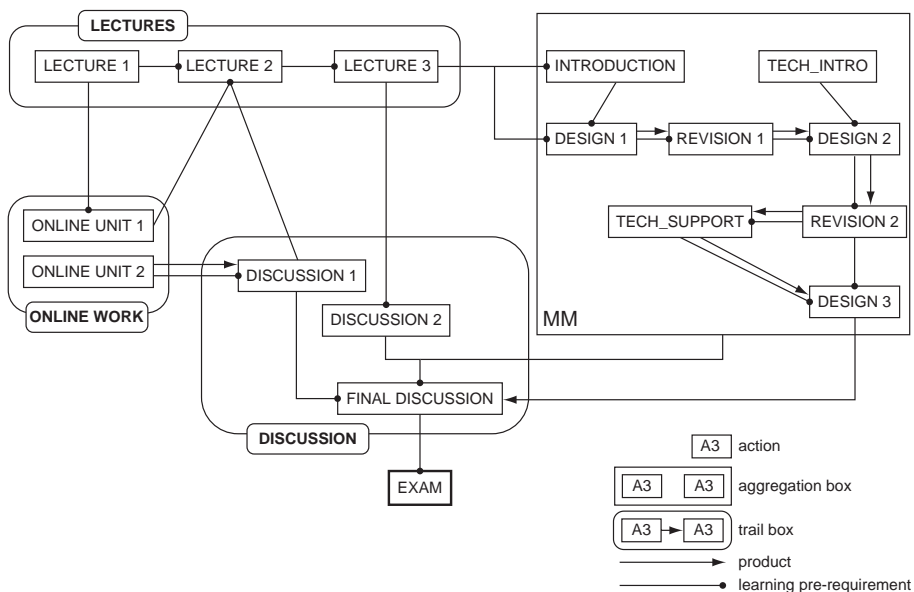 LECTURES
LECTURE 1
LECTURE 2
LECTURE 3
INTRODUCTION
TECH_INTRO
DESIGN 1
REVISION 1
DESIGN 2
ONLINE UNIT 1
TECH_SUPPORT
REVISION 2
ONLINE UNIT 2
DISCUSSION 1
DESIGN 3
ONLINE WORK
DISCUSSION 2
MM
FINAL DISCUSSION
DISCUSSION
EXAM
A3 action
A3 A3 aggregation box
A3 A3 trail box
product
learning pre-requirement